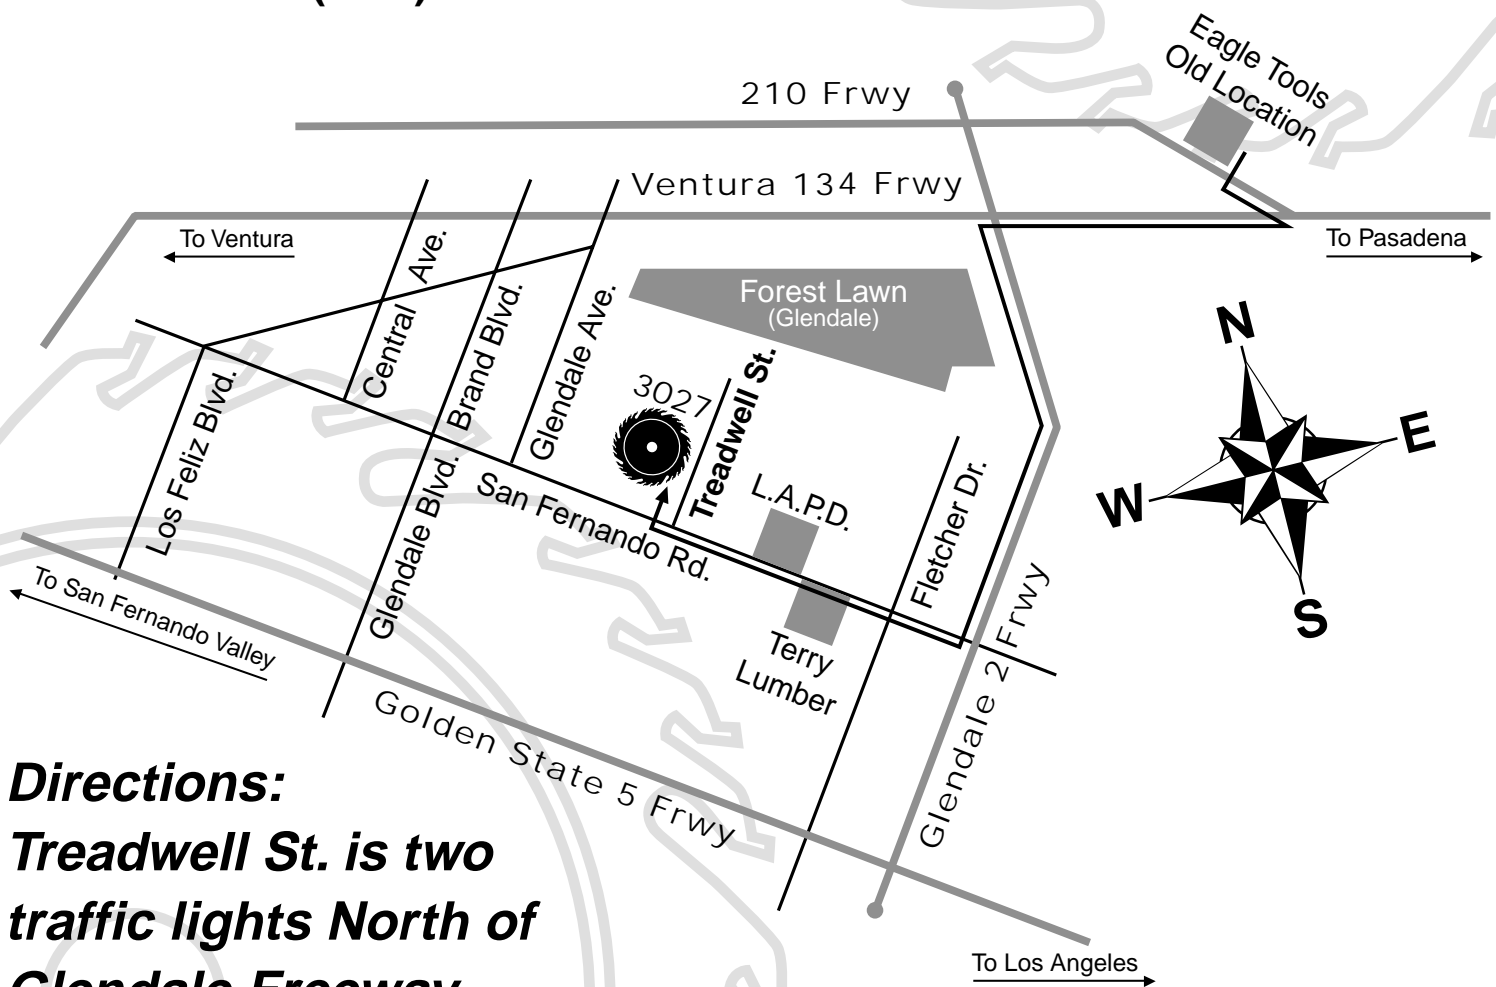 Eagle Tools
Old Location
210 Frwy
Ventura 134 Frwy
To Ventura
To Pasadena
Central Ave.
Brand Blvd.
Glendale Ave.
Forest Lawn
(Glendale)
N
E
W
S
3027
Treadwell St.
Los Feliz Blvd.
Glendale Blvd.
San Fernando Rd.
L.A.P.D.
Fletcher Dr.
To San Fernando Valley
Terry
Lumber
Glendale 2 Frwy
Golden State 5 Frwy
To Los Angeles
Directions:
Treadwell St. is two
traffic lights North of
Glendale Freeway